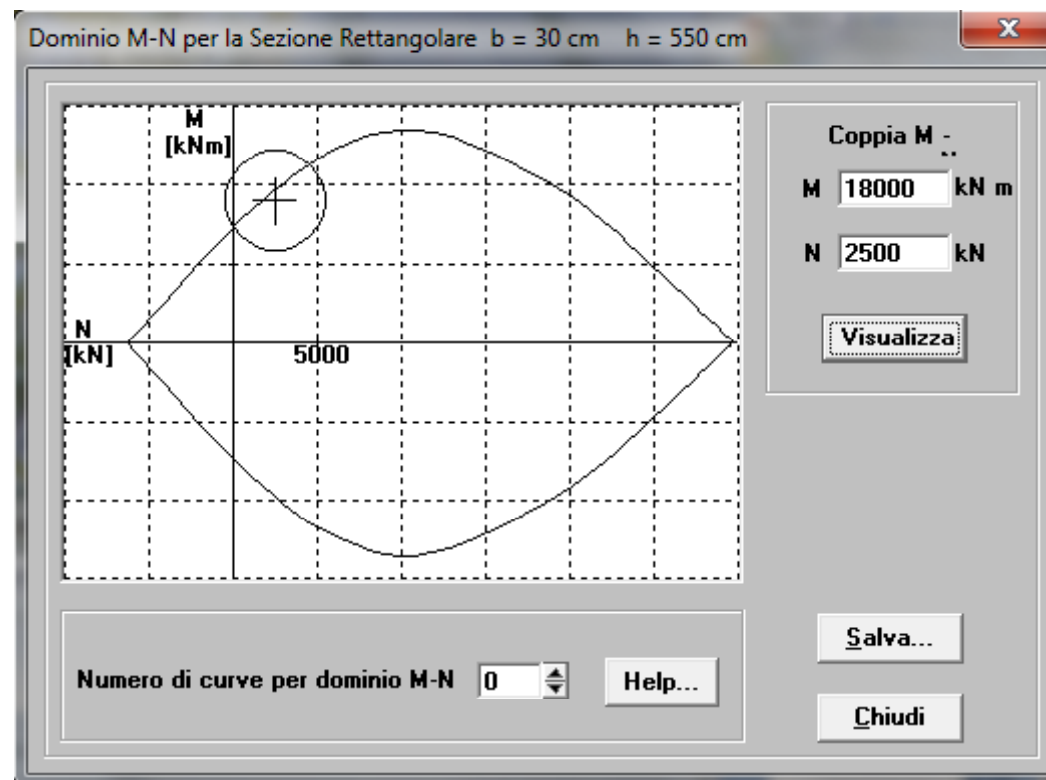 Dominio M-N per la Sezione Rettangolare b = 30 cm h = 550 cm
x
M
[kNm]
N
[kN]
5000
Coppia M -
M 18000 kN m
N 2500 kN
Visualizza
Numero di curve per dominio M-N 0 Help...
Salva...
Chiudi